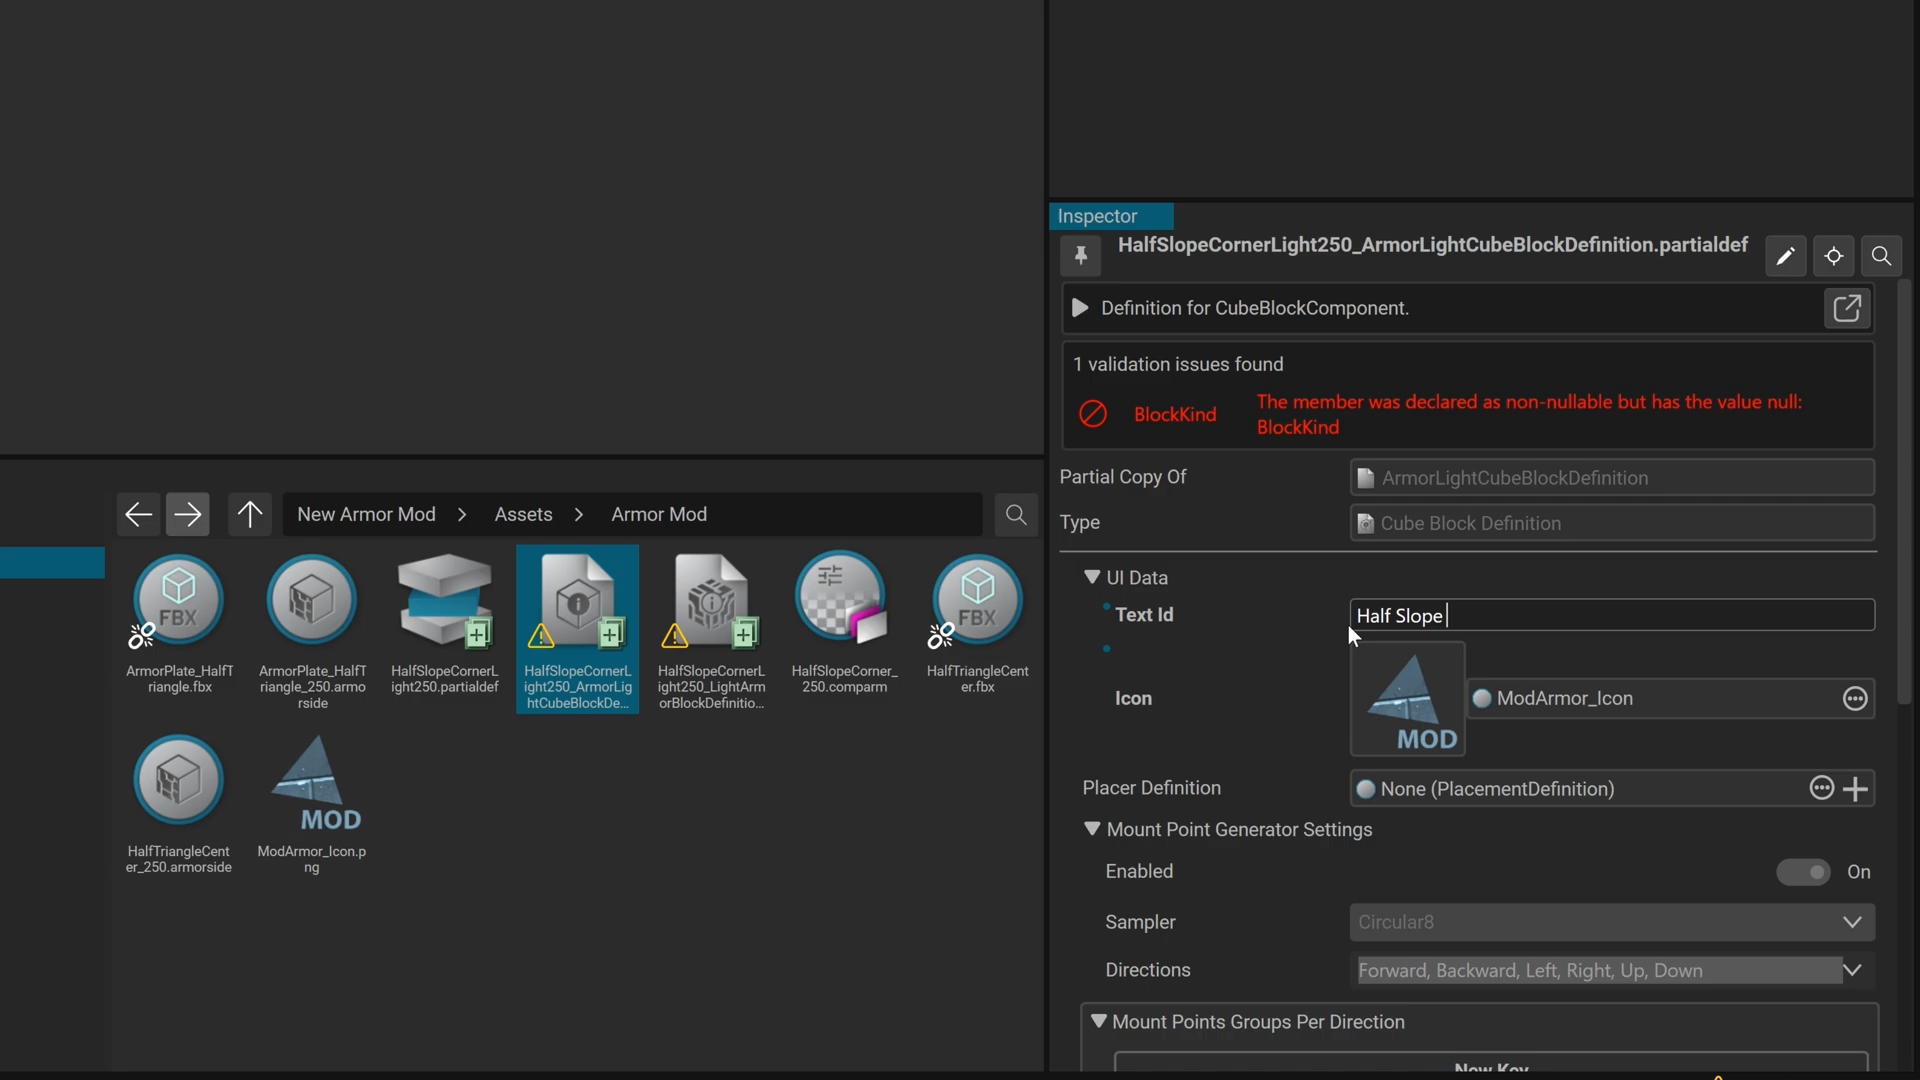 Inspector
HalfSlopeCornerLight250_ArmorLightCubeBlockDefinition.partialdef
Definition for CubeBlockComponent.
1 validation issues found
BlockKind
The member was declared as non-nullable but has the value null:
BlockKind
Partial Copy Of
ArmorLightCubeBlockDefinition
Type
Cube Block Definition
UI Data
Text Id
Half Slope
Icon
MOD
ModArmor_Icon
Placer Definition
None (PlacementDefinition)
Mount Point Generator Settings
Enabled
On
Sampler
Circular8
Directions
Forward, Backward, Left, Right, Up, Down
Mount Points Groups Per Direction
New Key
New Armor Mod > Assets > Armor Mod
FBX
ArmorPlate_HalfT
riangle.fbx
ArmorPlate_HalfT
riangle_250.armo
rside
HalfSlopeCornerL
ight250.partialdef
HalfSlopeCornerL
ight250_ArmorLig
htCubeBlockDe...
HalfSlopeCornerL
ight250_LightArm
orBlockDefinitio...
HalfSlopeCorner_
250.comparm
FBX
HalfTriangleCent
er.fbx
HalfTriangleCent
er_250.armorside
MOD
ModArmor_Icon.p
ng